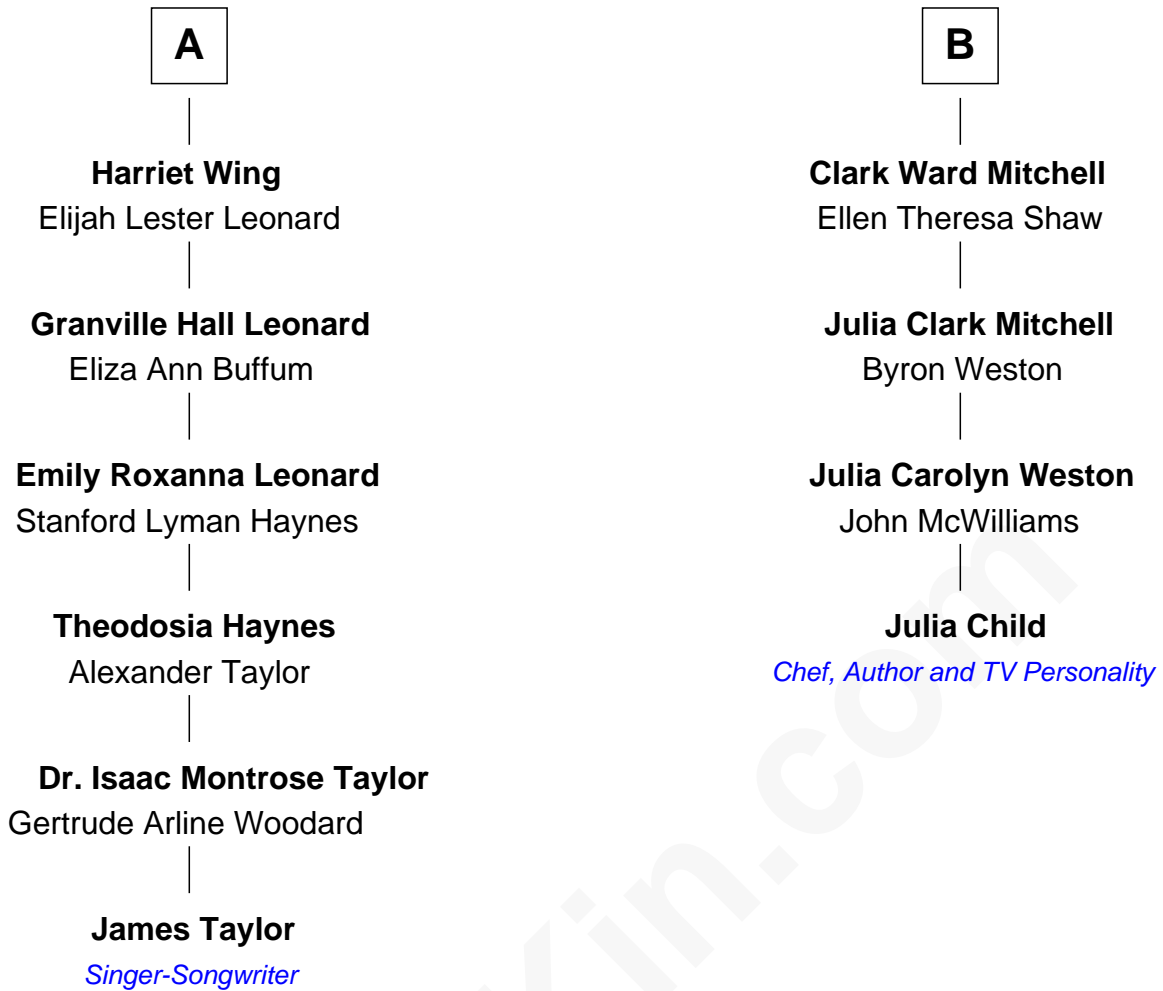 A
Harriet Wing
Elijah Lester Leonard
Granville Hall Leonard
Eliza Ann Buffum
Emily Roxanna Leonard
Stanford Lyman Haynes
Theodosia Haynes
Alexander Taylor
Dr. Isaac Montrose Taylor
Gertrude Arline Woodard
James Taylor
Singer-Songwriter
B
Clark Ward Mitchell
Ellen Theresa Shaw
Julia Clark Mitchell
Byron Weston
Julia Carolyn Weston
John McWilliams
Julia Child
Chef, Author and TV Personality
Kin.com